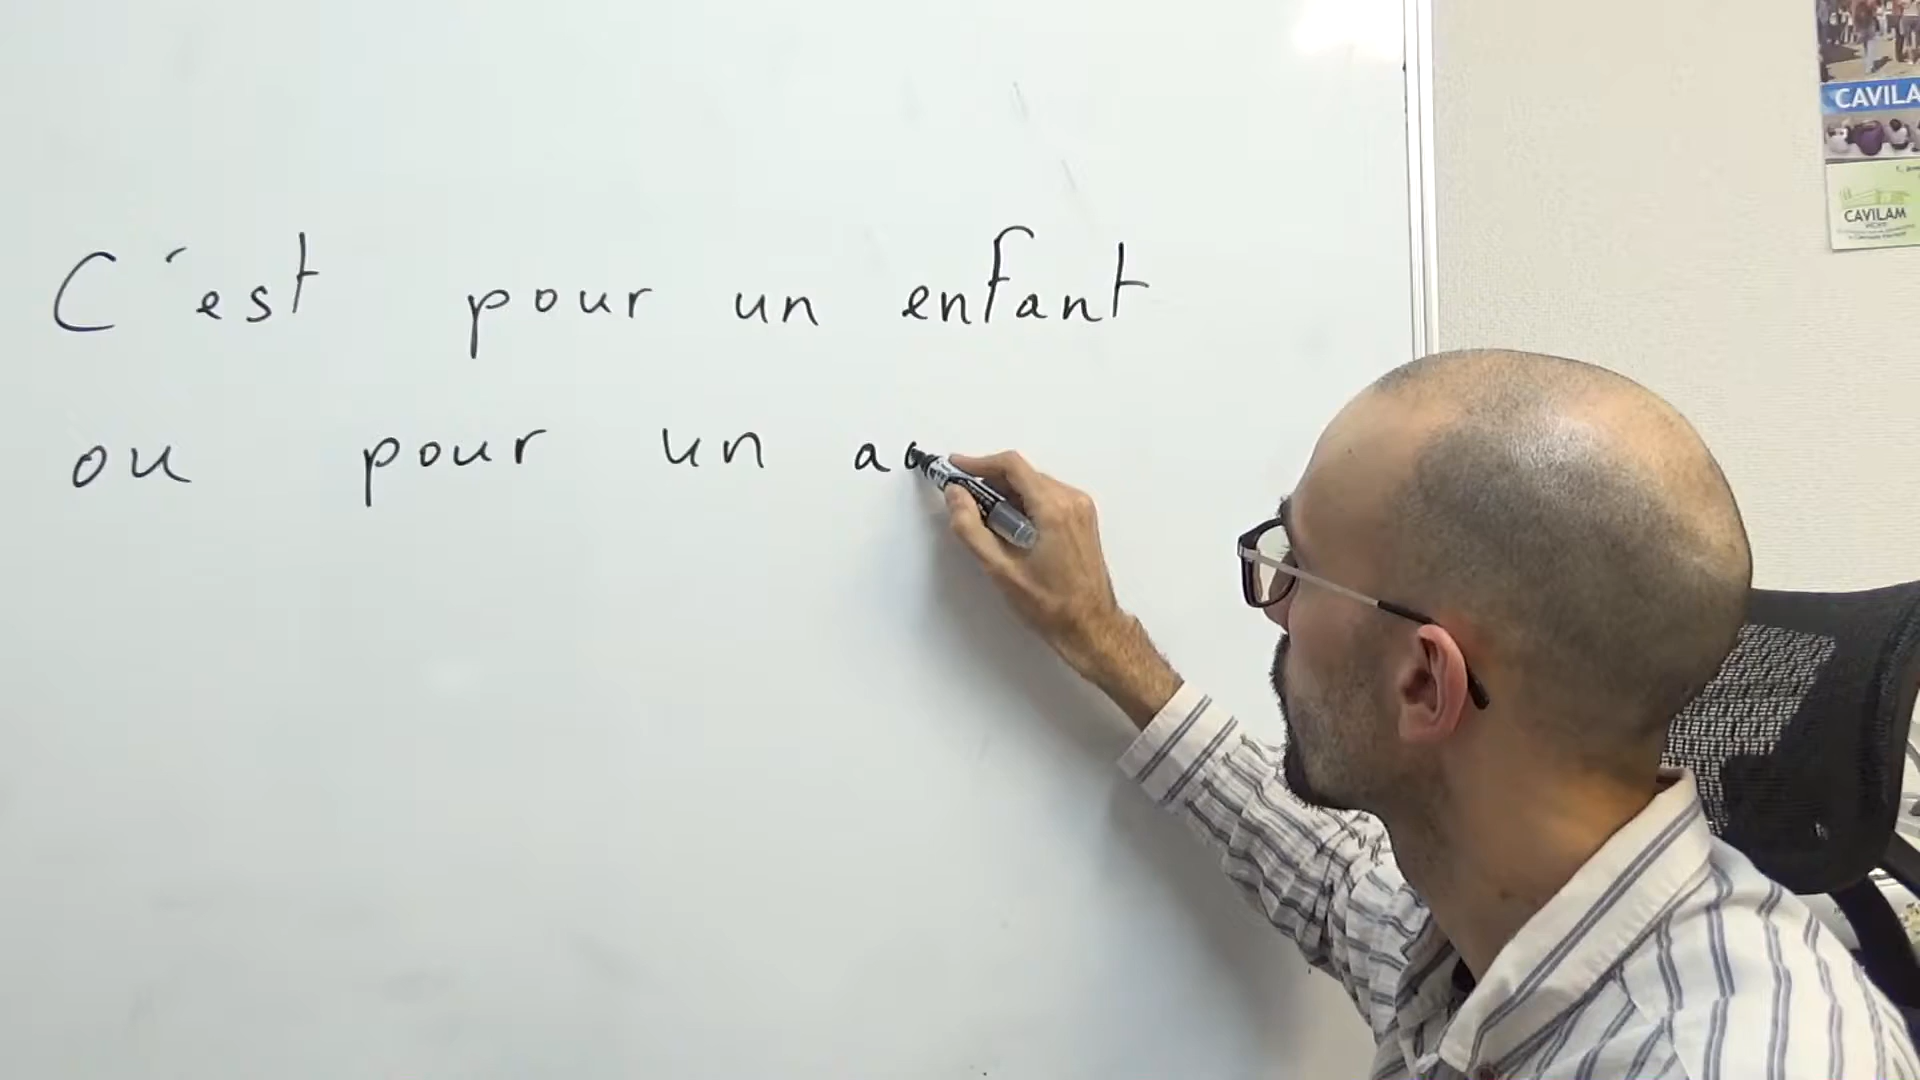 C'est pour un enfant
ou pour un
CAVILA
CAVILAM